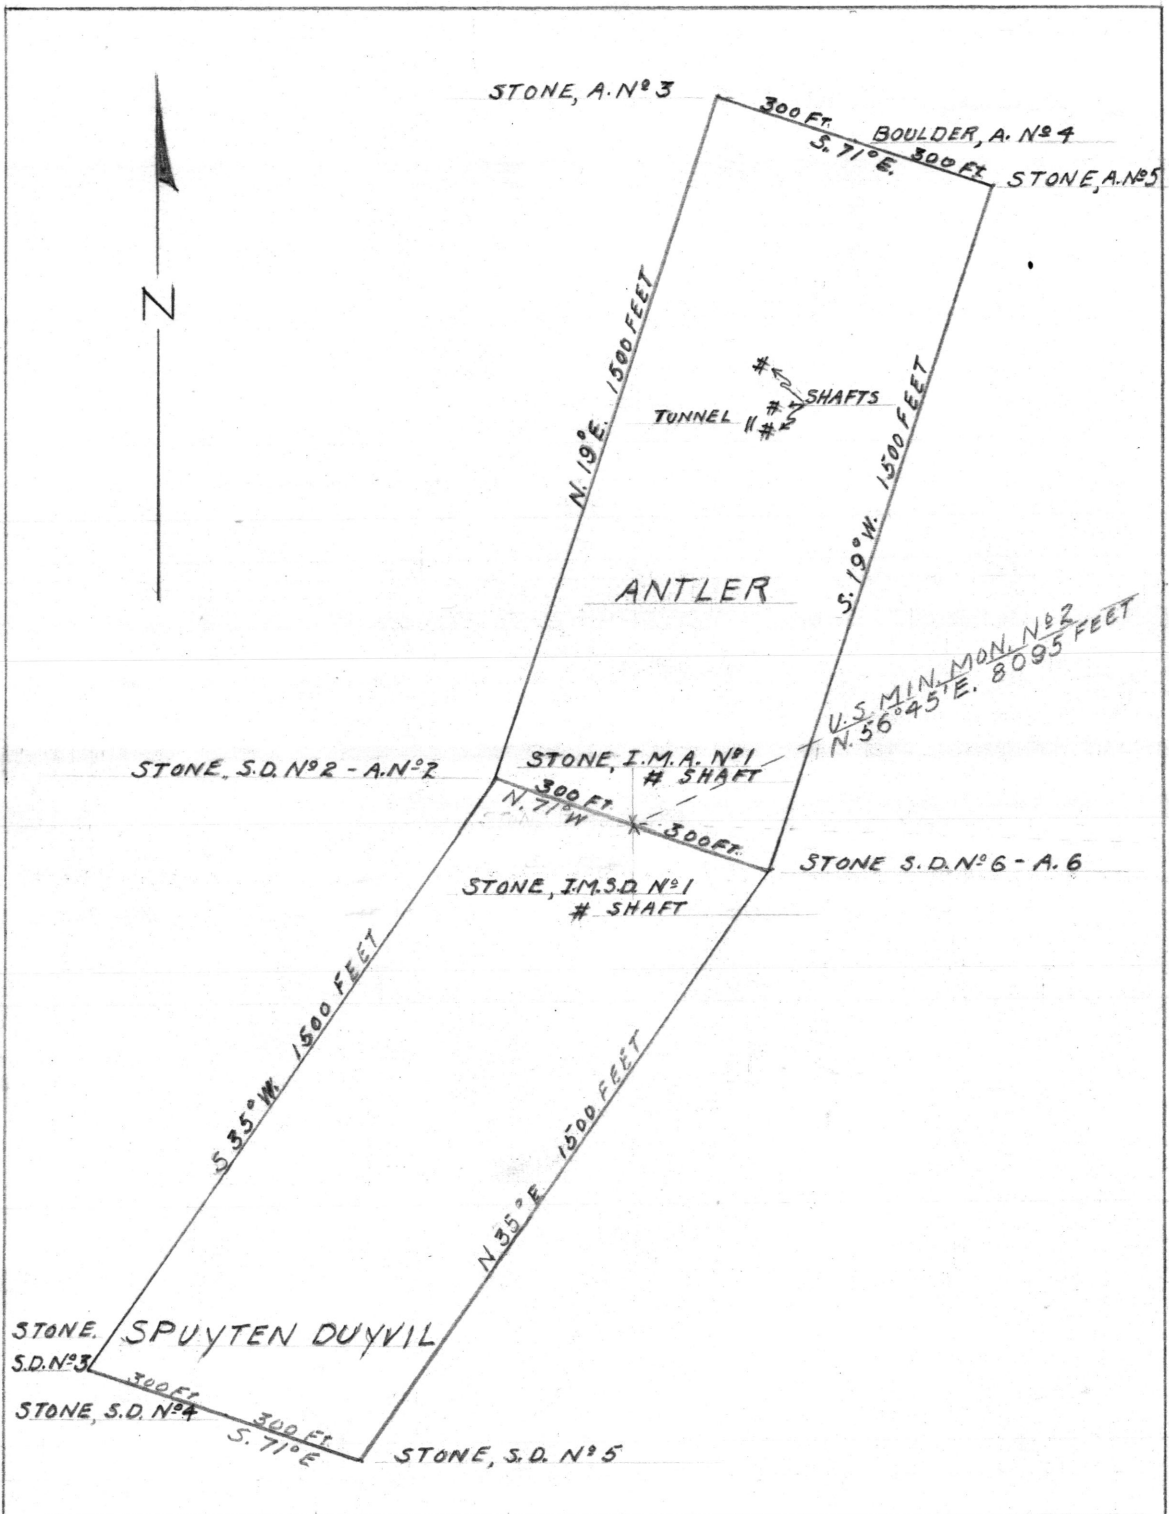 STONE, A. Nº 3
300 FT.
BOULDER, A. Nº 4
S. 71° E.
300 Ft.
STONE, A. Nº 5
N
N. 19° E. 1500 FEET
SHAFTS
TUNNEL
S. 19° W. 1500 FEET
ANTLER
U.S. MIN. MON. Nº 2
N. 56° 45' E. 8095 FEET
STONE, I.M.A. Nº 1
# SHAFT
STONE, S.D. Nº 2 - A. Nº 2
300 FT.
N. 71° W
300 FT.
STONE S.D. Nº 6 - A. 6
STONE, I.M.S.D. Nº 1
# SHAFT
S 35° W. 1500 FEET
N 35° E 1500 FEET
SPUYTEN DUYVIL
STONE.
S.D. Nº 3
300 FT.
STONE, S.D. Nº 4
300 FT.
S. 71° E
STONE, S.D. Nº 5